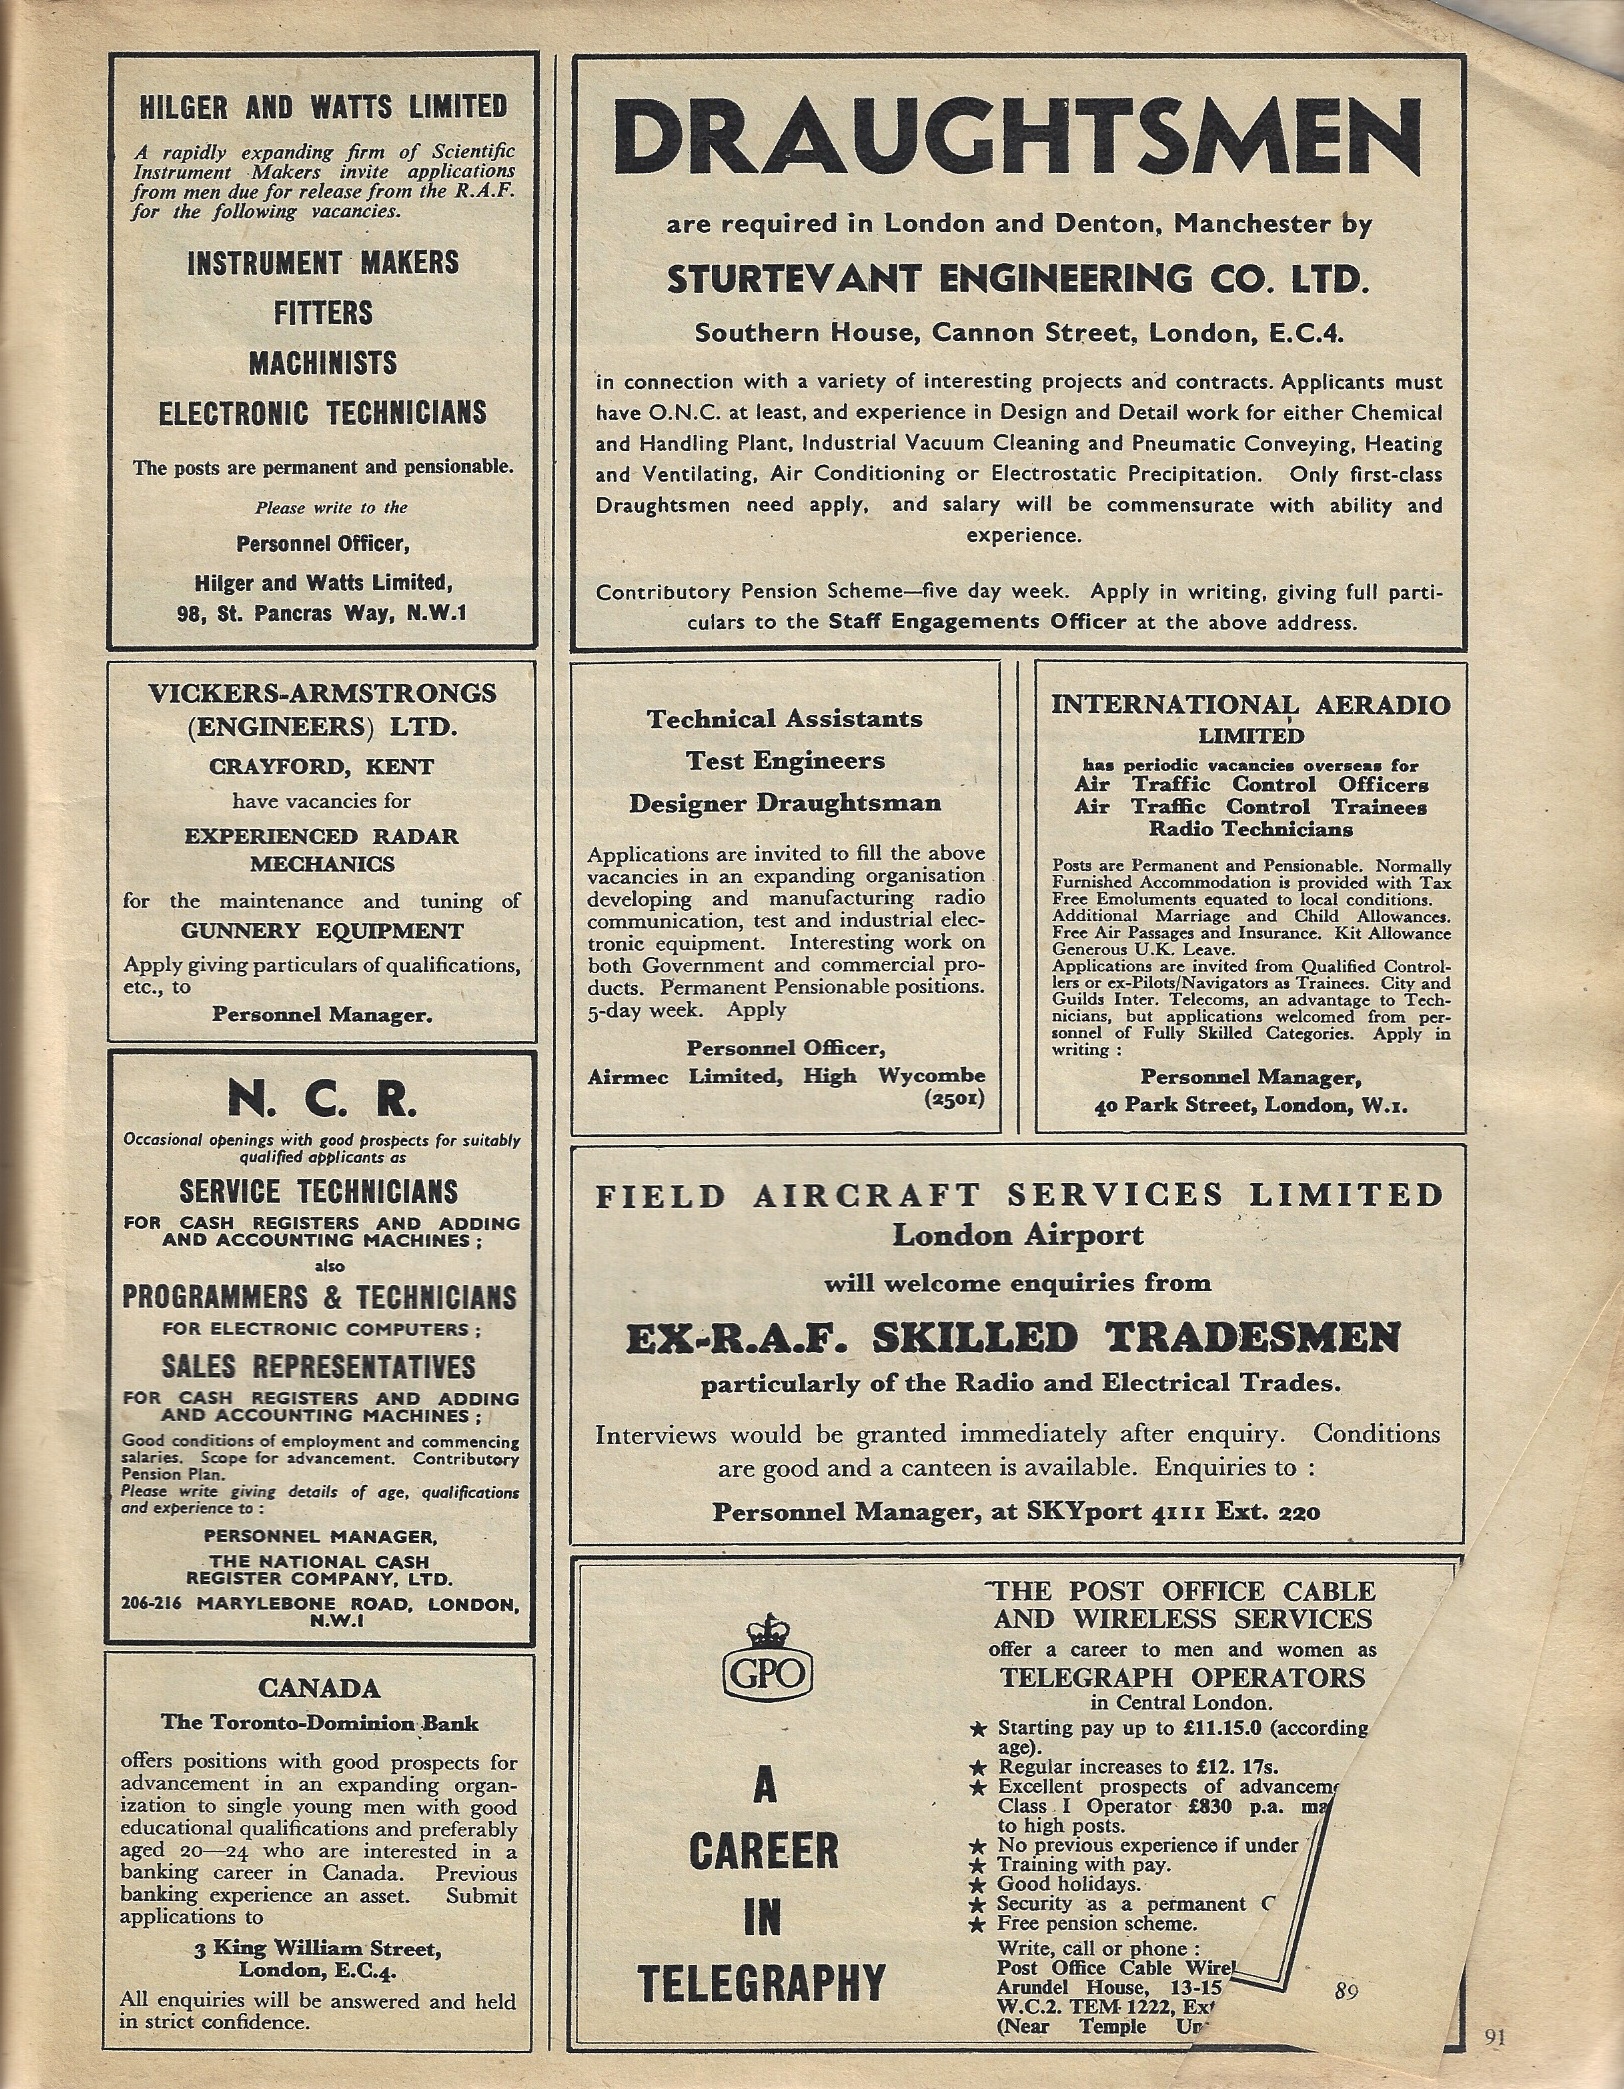 HILGER AND WATTS LIMITED
A rapidly expanding firm of Scientific
Instrument Makers invite applications
from men due for release from the R.A.F.
for the following vacancies.
INSTRUMENT MAKERS
FITTERS
MACHINISTS
ELECTRONIC TECHNICIANS
The posts are permanent and pensionable.
Please write to the
Personnel Officer,
Hilger and Watts Limited,
98, St. Pancras Way, N.W.1
VICKERS-ARMSTRONGS
(ENGINEERS) LTD.
CRAYFORD, KENT
have vacancies for
EXPERIENCED RADAR
MECHANICS
for the maintenance and tuning of
GUNNERY EQUIPMENT
Apply giving particulars of qualifications,
etc., to
Personnel Manager.
N. C. R.
Occasional openings with good prospects for suitably
qualified applicants as
SERVICE TECHNICIANS
FOR CASH REGISTERS AND ADDING
AND ACCOUNTING MACHINES ;
also
PROGRAMMERS & TECHNICIANS
FOR ELECTRONIC COMPUTERS ;
SALES REPRESENTATIVES
FOR CASH REGISTERS AND ADDING
AND ACCOUNTING MACHINES ;
Good conditions of employment and commencing
salaries. Scope for advancement. Contributory
Pension Plan.
Please write giving details of age, qualifications
and experience to :
PERSONNEL MANAGER,
THE NATIONAL CASH
REGISTER COMPANY, LTD.
206-216 MARYLEBONE ROAD, LONDON,
N.W.1
CANADA
The Toronto-Dominion Bank
offers positions with good prospects for
advancement in an expanding organ-
ization to single young men with good
educational qualifications and preferably
aged 20—24 who are interested in a
banking career in Canada. Previous
banking experience an asset. Submit
applications to
3 King William Street,
London, E.C.4.
All enquiries will be answered and held
in strict confidence.
DRAUGHTSMEN
are required in London and Denton, Manchester by
STURTEVANT ENGINEERING CO. LTD.
Southern House, Cannon Street, London, E.C.4.
in connection with a variety of interesting projects and contracts. Applicants must
have O.N.C. at least, and experience in Design and Detail work for either Chemical
and Handling Plant, Industrial Vacuum Cleaning and Pneumatic Conveying, Heating
and Ventilating, Air Conditioning or Electrostatic Precipitation. Only first-class
Draughtsmen need apply, and salary will be commensurate with ability and
experience.
Contributory Pension Scheme—five day week. Apply in writing, giving full parti-
culars to the Staff Engagements Officer at the above address.
Technical Assistants
Test Engineers
Designer Draughtsman
Applications are invited to fill the above
vacancies in an expanding organisation
developing and manufacturing radio
communication, test and industrial elec-
tronic equipment. Interesting work on
both Government and commercial pro-
ducts. Permanent Pensionable positions.
5-day week. Apply
Personnel Officer,
Airmec Limited, High Wycombe
(2501)
INTERNATIONAL AERADIO
LIMITED
has periodic vacancies overseas for
Air Traffic Control Officers
Air Traffic Control Trainees
Radio Technicians
Posts are Permanent and Pensionable. Normally
Furnished Accommodation is provided with Tax
Free Emoluments equated to local conditions.
Additional Marriage and Child Allowances.
Free Air Passages and Insurance. Kit Allowance
Generous U.K. Leave.
Applications are invited from Qualified Control-
lers or ex-Pilots/Navigators as Trainees. City and
Guilds Inter. Telecoms, an advantage to Tech-
nicians, but applications welcomed from per-
sonnel of Fully Skilled Categories. Apply in
writing :
Personnel Manager,
40 Park Street, London, W.1.
FIELD AIRCRAFT SERVICES LIMITED
London Airport
will welcome enquiries from
EX-R.A.F. SKILLED TRADESMEN
particularly of the Radio and Electrical Trades.
Interviews would be granted immediately after enquiry. Conditions
are good and a canteen is available. Enquiries to :
Personnel Manager, at SKYport 4111 Ext. 220
GPO
A
CAREER
IN
TELEGRAPHY
THE POST OFFICE CABLE
AND WIRELESS SERVICES
offer a career to men and women as
TELEGRAPH OPERATORS
in Central London.
★ Starting pay up to £11.15.0 (according
age).
★ Regular increases to £12. 17s.
★ Excellent prospects of advancem
Class I Operator £830 p.a. ma
to high posts.
★ No previous experience if under
★ Training with pay.
★ Good holidays.
★ Security as a permanent C
★ Free pension scheme.
Write, call or phone :
Post Office Cable Wirel
Arundel House, 13-15
W.C.2. TEM 1222, Ext
(Near Temple Un
89
91